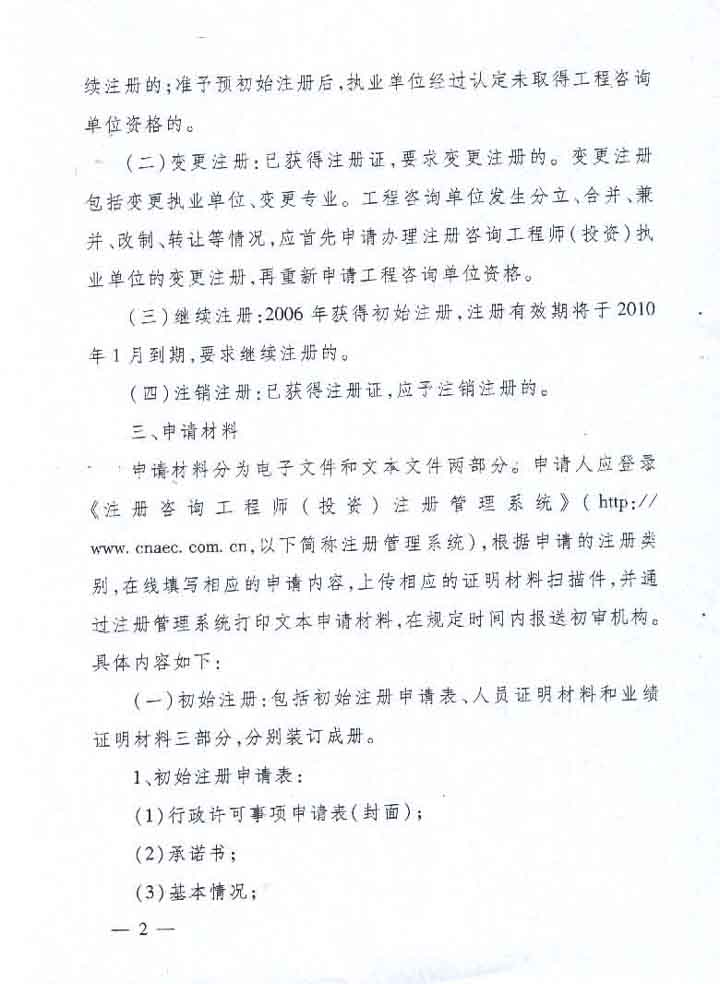 续注册的;准予预初始注册后,执业单位经过认定未取得工程咨询
单位资格的。
(二)变更注册:已获得注册证,要求变更注册的。变更注册
包括变更执业单位、变更专业。工程咨询单位发生分立、合并、兼
并、改制、转让等情况,应首先申请办理注册咨询工程师(投资)执
业单位的变更注册,再重新申请工程咨询单位资格。
(三)继续注册:2006 年获得初始注册,注册有效期将于 2010
年 1 月到期,要求继续注册的。
(四)注销注册:已获得注册证,应予注销注册的。
三、申请材料
申请材料分为电子文件和文本文件两部分。申请人应登录
《注册咨询工程师(投资)注册管理系统》(http://
www.cnaec.com.cn,以下简称注册管理系统),根据申请的注册类
别,在线填写相应的申请内容,上传相应的证明材料扫描件,并通
过注册管理系统打印文本申请材料,在规定时间内报送初审机构。
具体内容如下:
(一)初始注册:包括初始注册申请表、人员证明材料和业绩
证明材料三部分,分别装订成册。
1、初始注册申请表:
(1)行政许可事项申请表(封面);
(2)承诺书;
(3)基本情况;
— 2 —